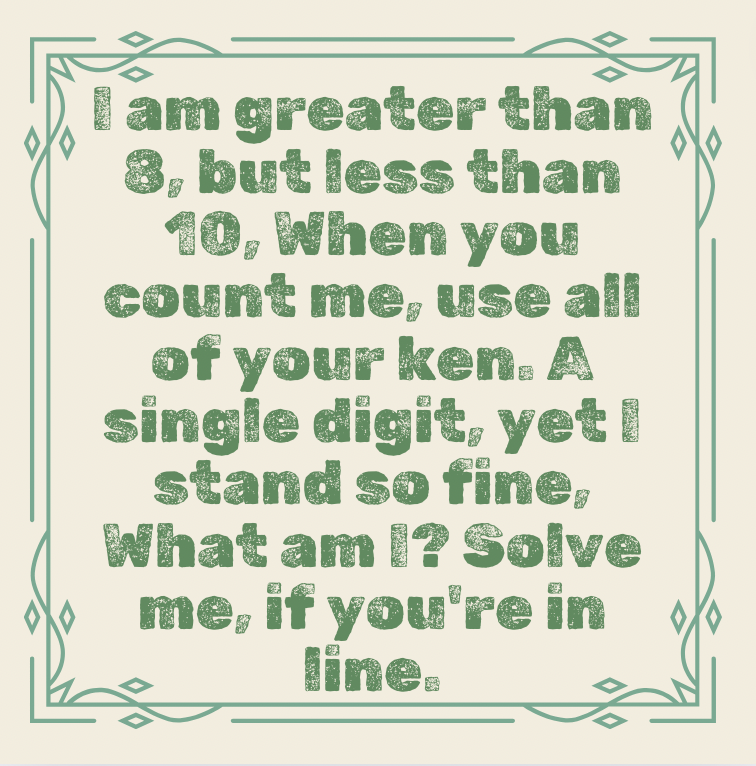 I am greater than
8, but less than
10, When you
count me, use all
of your ken. A
single digit, yet I
stand so fine,
What am I? Solve
me, if you're in
line.